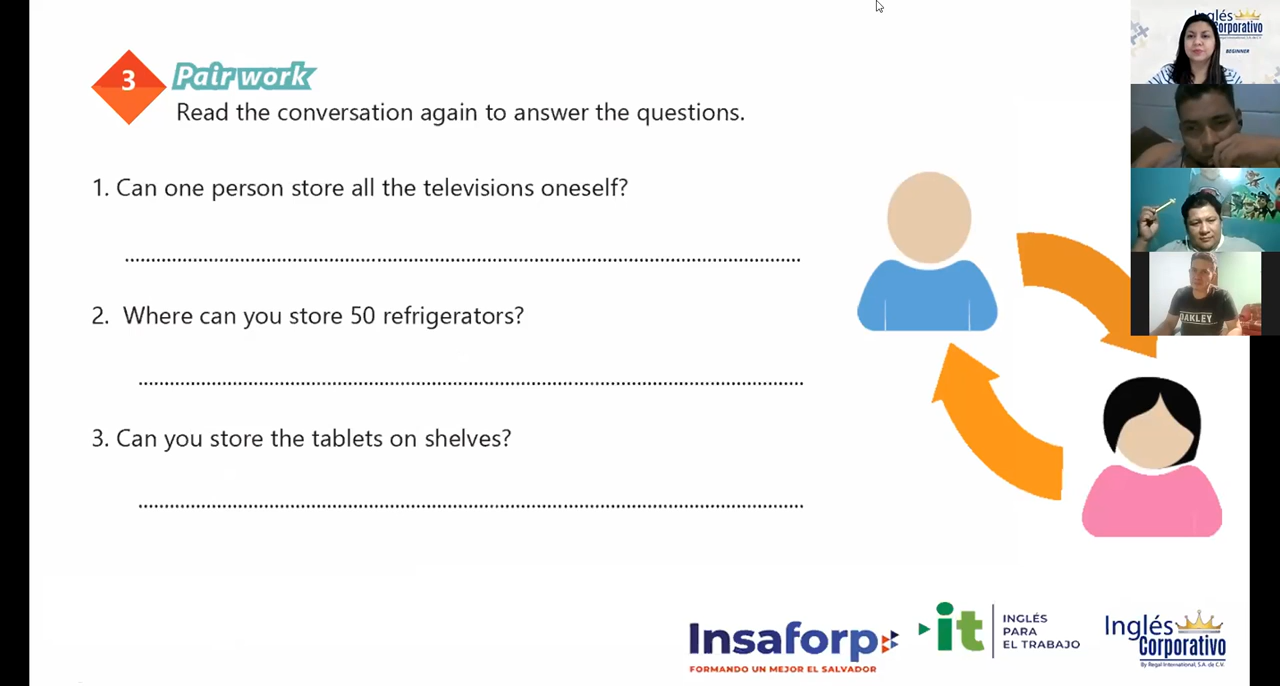 3
Pair work
Read the conversation again to answer the questions.
1. Can one person store all the televisions oneself?
2. Where can you store 50 refrigerators?
3. Can you store the tablets on shelves?
Inglés
Corporativo
BEGINNER
OAKLEY
Insaforp
FORMANDO UN MEJOR EL SALVADOR
it
INGLÉS
PARA
EL TRABAJO
Inglés
Corporativo
By Regal International, S.A. de C.V.